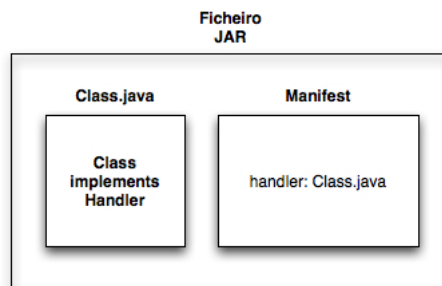 Ficheiro
JAR
Class.java
Manifest
Class
implements
Handler
handler: Class.java